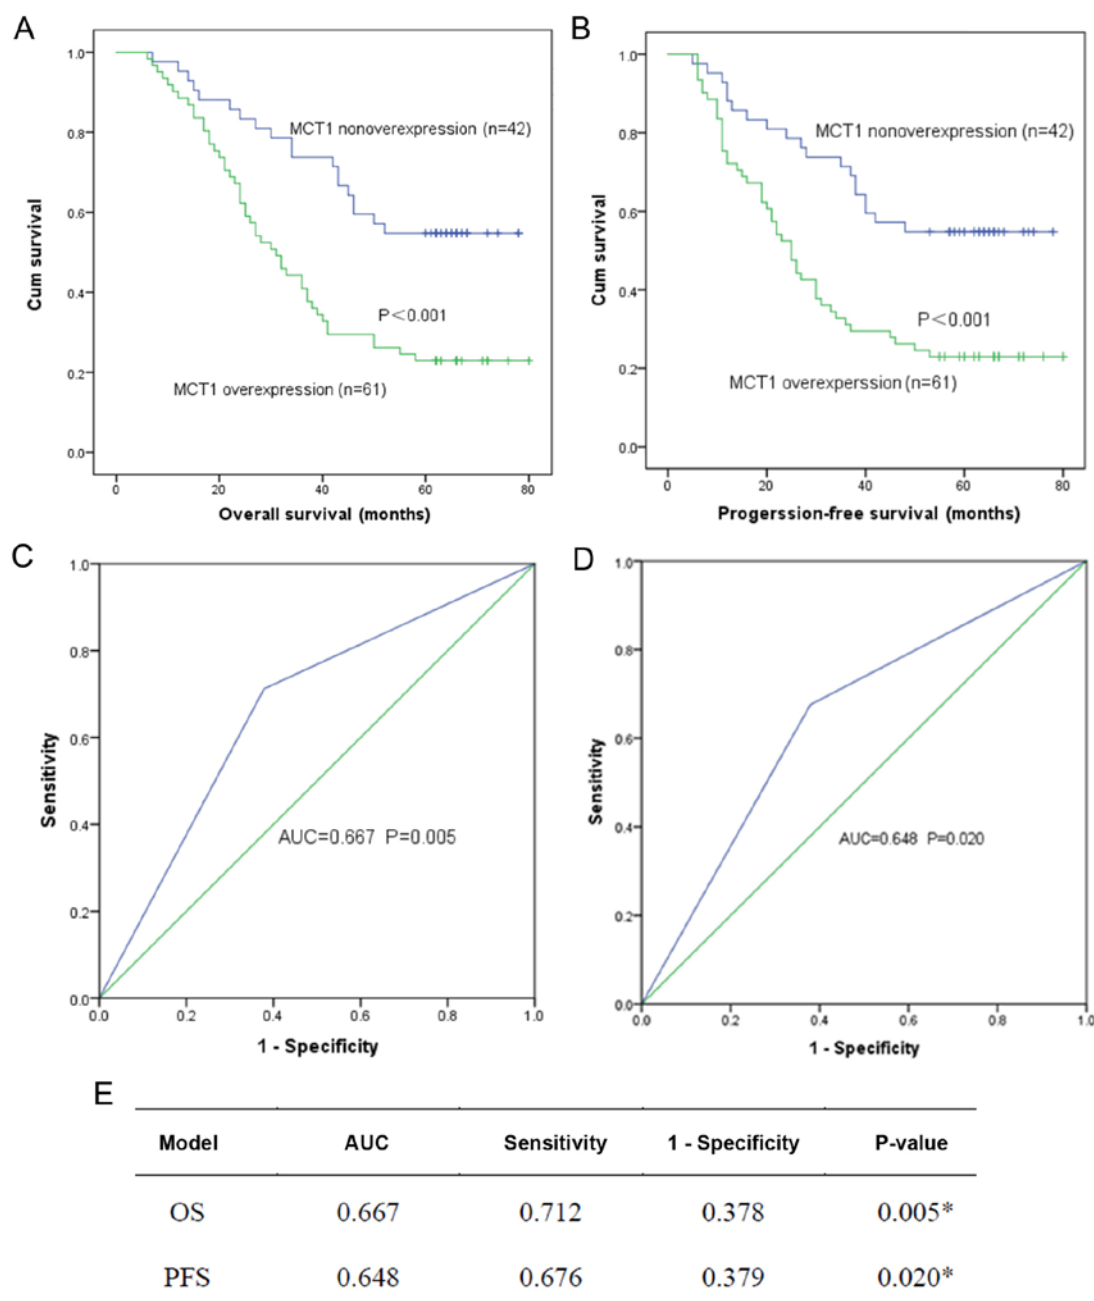 A
1.0
0.8
0.6
0.4
0.2
0.0
Cum survival
MCT1 nonoverexpression (n=42)
P<0.001
MCT1 overexpression (n=61)
0 20 40 60 80
Overall survival (months)
B
1.0
0.8
0.6
0.4
0.2
0.0
Cum survival
MCT1 nonoverexpression (n=42)
P<0.001
MCT1 overexperssion (n=61)
0 20 40 60 80
Progerssion-free survival (months)
C
1.0
0.8
0.6
0.4
0.2
0.0
Sensitivity
AUC=0.667 P=0.005
0.0 0.2 0.4 0.6 0.8 1.0
1 - Specificity
D
1.0
0.8
0.6
0.4
0.2
0.0
Sensitivity
AUC=0.648 P=0.020
0.0 0.2 0.4 0.6 0.8 1.0
1 - Specificity
E
Model AUC Sensitivity 1 - Specificity P-value
OS 0.667 0.712 0.378 0.005*
PFS 0.648 0.676 0.379 0.020*